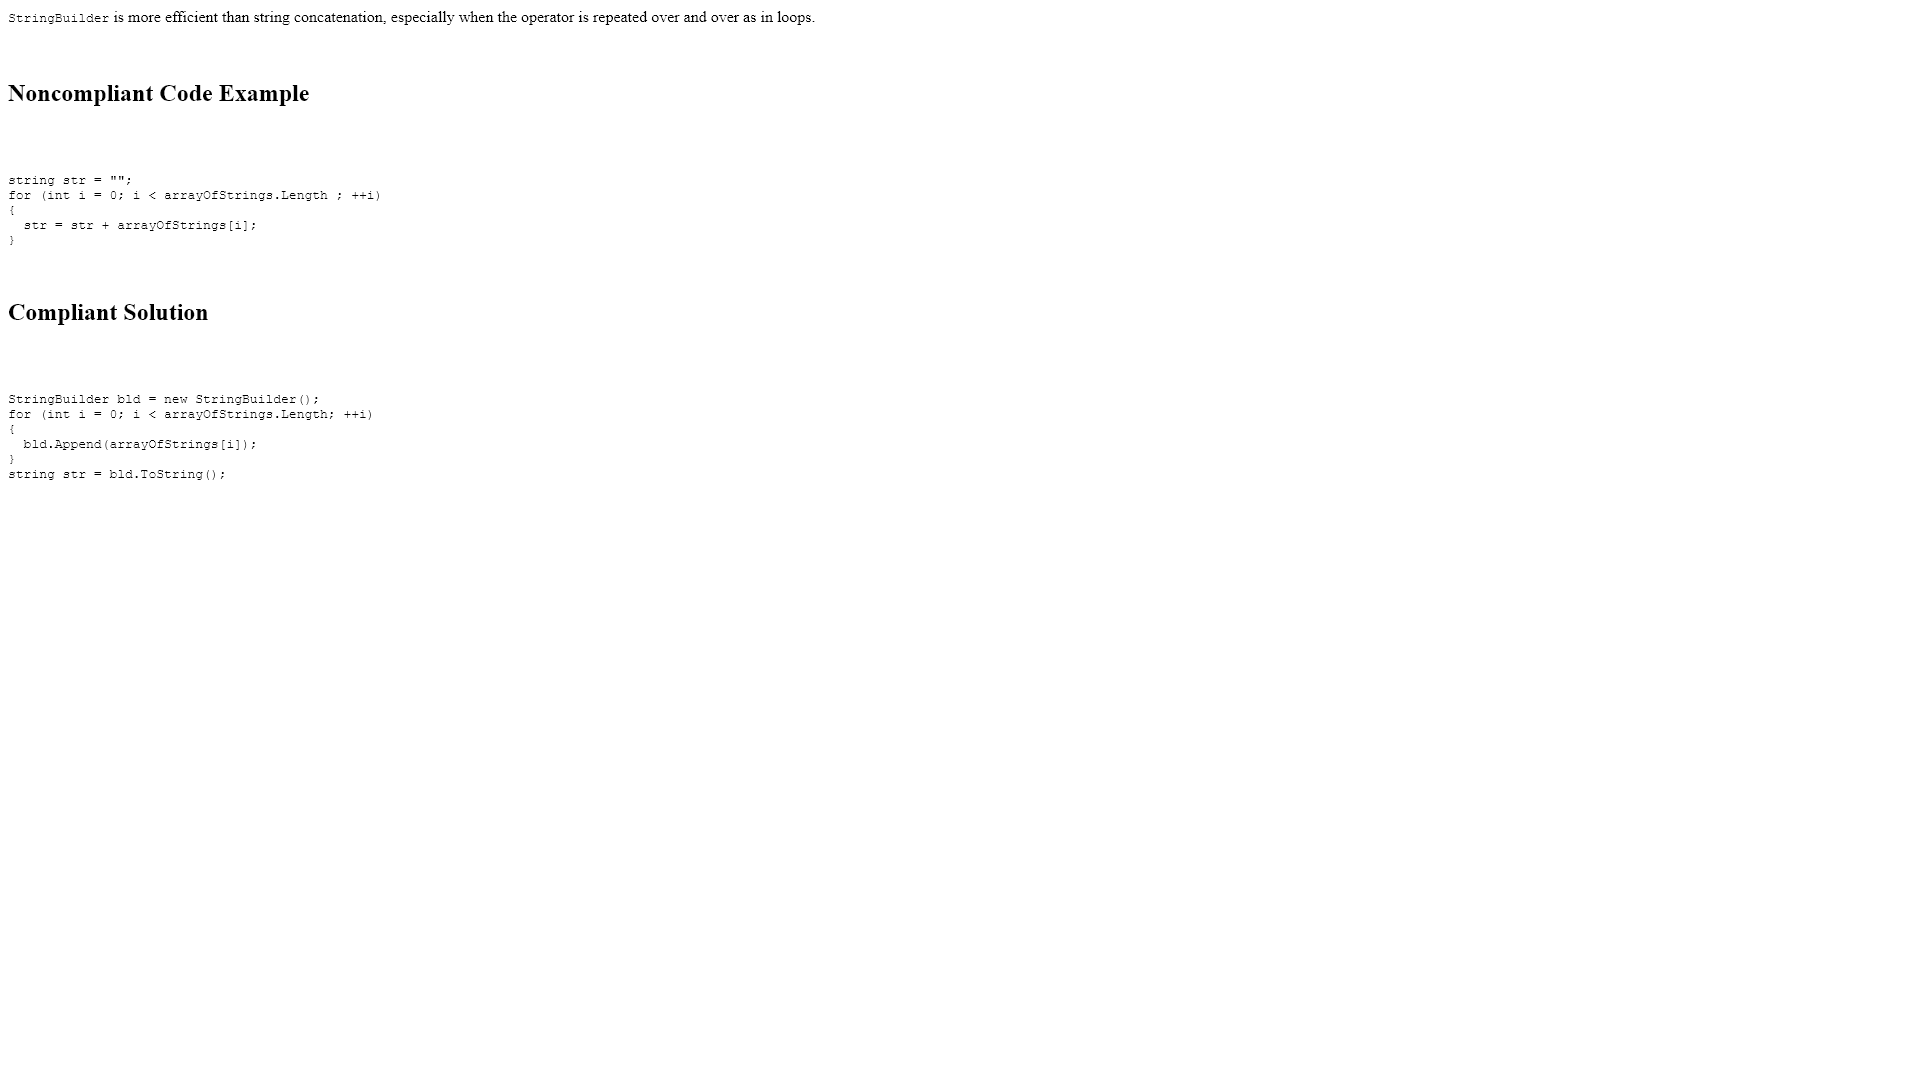 StringBuilder is more efficient than string concatenation, especially when the operator is repeated over and over as in loops.
Noncompliant Code Example
string str = "";
for (int i = 0; i < arrayOfStrings.Length ; ++i)
{
  str = str + arrayOfStrings[i];
}
Compliant Solution
StringBuilder bld = new StringBuilder();
for (int i = 0; i < arrayOfStrings.Length; ++i)
{
  bld.Append(arrayOfStrings[i]);
}
string str = bld.ToString();